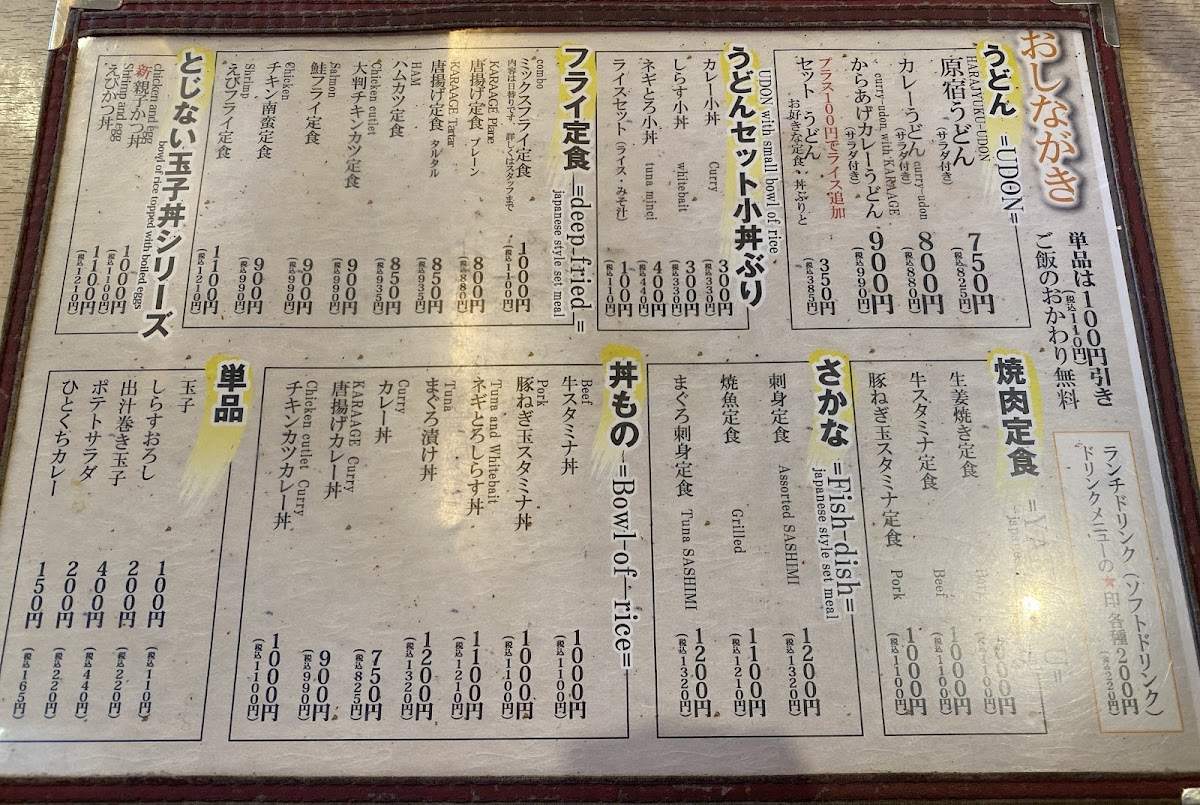 おしながき
単品は100円引き
(税込110円)
ご飯のおかわり無料
うどん =UDON=
HARAJYUKU-UDON
原宿うどん
(サラダ付き)
750円
(税込825円)
カレーうどん curry-udon
(サラダ付き)
800円
(税込880円)
curry-udon with KARAAGE
からあげカレーうどん
(サラダ付き)
900円
(税込990円)
プラス100円でライス追加
セットうどん
お好きな定食・丼ぶりと
350円
(税込385円)
うどんセット小丼ぶり
UDON with small bowl of rice
カレー小丼 Curry
300円
(税込330円)
しらす小丼 whitebait
300円
(税込330円)
ネギとろ小丼 tuna minci
400円
(税込440円)
ライスセット(ライス・みそ汁)
100円
(税込110円)
フライ定食 =deep-fried=
japanese style set meal
combo
ミックスフライ定食
内容は日替りです。詳しくはスタッフまで
1000円
(税込1100円)
KARAAGE Plane
唐揚げ定食 プレーン
800円
(税込880円)
KARAAGE Tartar
唐揚げ定食 タルタル
850円
(税込935円)
HAM
ハムカツ定食
850円
(税込935円)
Chicken cutlet
大判チキンカツ定食
900円
(税込990円)
Salmon
鮭フライ定食
900円
(税込990円)
Chicken
チキン南蛮定食
900円
(税込990円)
Shrimp
えびフライ定食
1100円
(税込1210円)
とじない玉子丼シリーズ
bowl of rice topped with boiled eggs
chicken and egg
新 親子かつ丼
1000円
(税込1100円)
Shrimp and egg
えびかつ丼
1100円
(税込1210円)
ランチドリンク(ソフトドリンク)
ドリンクメニューの★印 各種200円
(税込220円)
焼肉定食
生姜焼き定食
牛スタミナ定食 Beef
1000円
(税込1100円)
豚ねぎ玉スタミナ定食 Pork
1000円
(税込1100円)
さかな =Fish-dish=
japanese style set meal
刺身定食 Assorted SASHIMI
1200円
(税込1320円)
焼魚定食 Grilled
1100円
(税込1210円)
まぐろ刺身定食 Tuna SASHIMI
1200円
(税込1320円)
丼もの =Bowl-of-rice=
Beef
牛スタミナ丼
1000円
(税込1100円)
Pork
豚ねぎ玉スタミナ丼
1000円
(税込1100円)
Tuna and Whitebait
ネギとろしらす丼
1100円
(税込1210円)
Tuna
まぐろ漬け丼
1200円
(税込1320円)
Curry
カレー丼
750円
(税込825円)
KARAAGE Curry
唐揚げカレー丼
900円
(税込990円)
Chicken cutlet Curry
チキンカツカレー丼
1000円
(税込1100円)
単品
玉子
100円
(税込110円)
しらすおろし
200円
(税込220円)
出汁巻き玉子
400円
(税込440円)
ポテトサラダ
200円
(税込220円)
ひとくちカレー
150円
(税込165円)